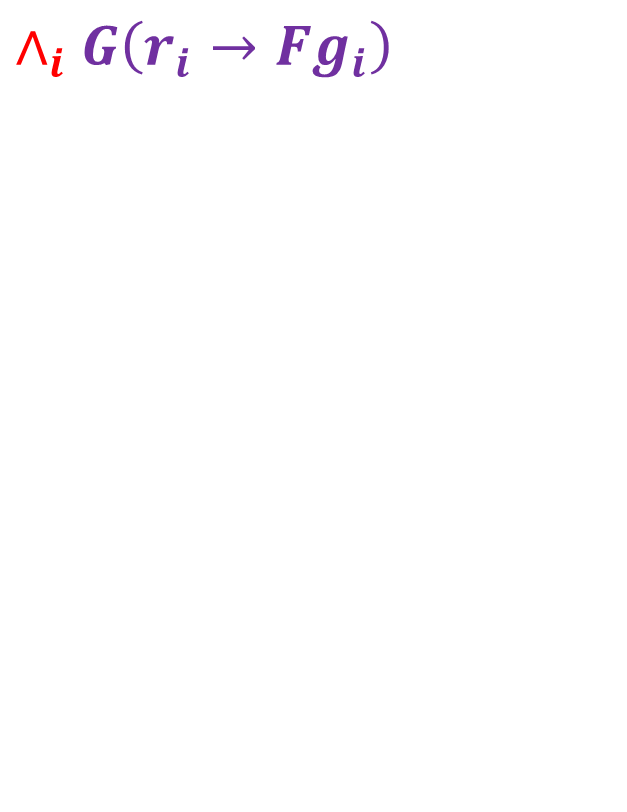 ∧ᵢ G(rᵢ → Fgᵢ)